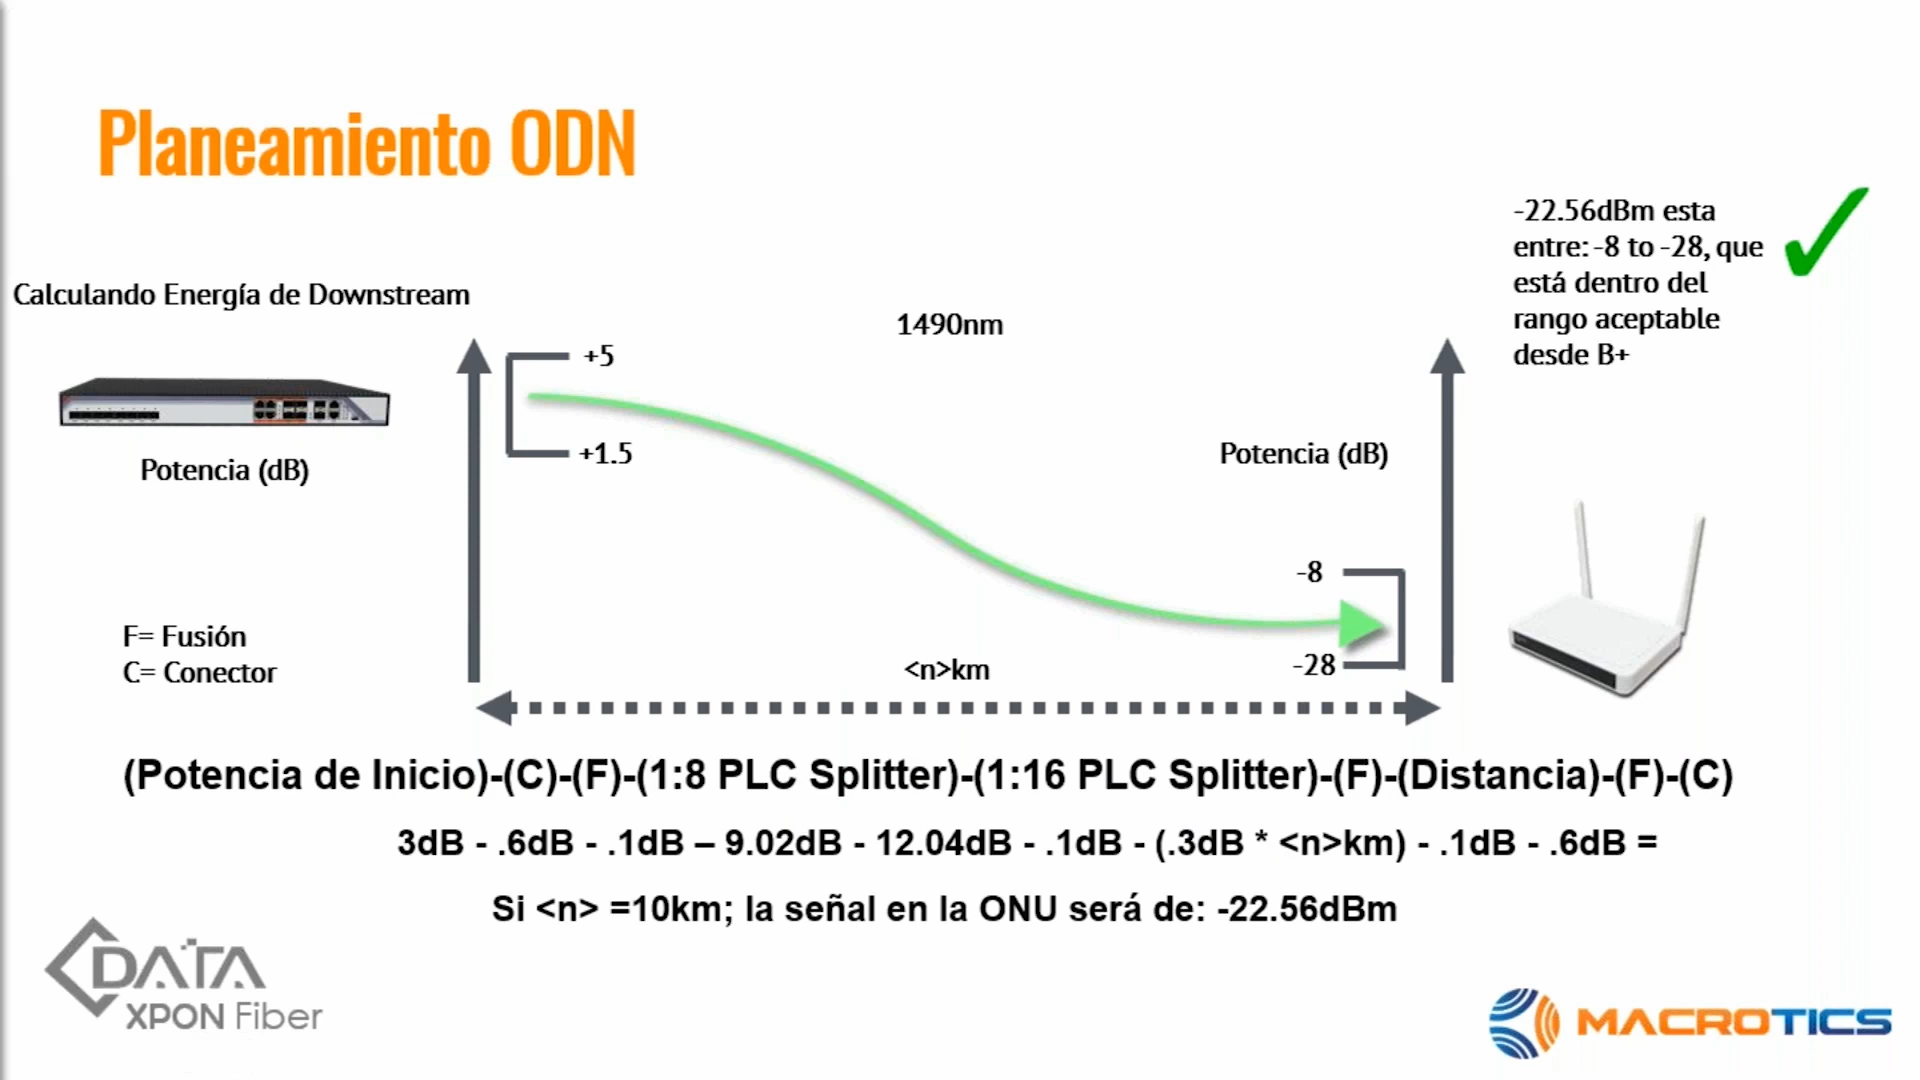 Planeamiento ODN
-22.56dBm esta
entre: -8 to -28, que
está dentro del
rango aceptable
desde B+
Calculando Energía de Downstream
1490nm
+5
+1.5
Potencia (dB)
Potencia (dB)
-8
-28
F= Fusión
C= Conector
<n>km
(Potencia de Inicio)-(C)-(F)-(1:8 PLC Splitter)-(1:16 PLC Splitter)-(F)-(Distancia)-(F)-(C)
3dB - .6dB - .1dB – 9.02dB - 12.04dB - .1dB - (.3dB * <n>km) - .1dB - .6dB =
Si <n> =10km; la señal en la ONU será de: -22.56dBm
CDATA
XPON Fiber
MACROTICS